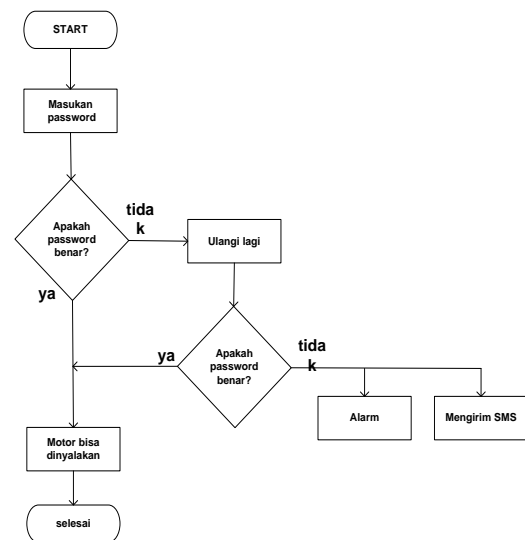 START
Masukan
password
Apakah
password
benar?
tida
k
Ulangi lagi
ya
Apakah
password
benar?
ya
tida
k
Alarm
Mengirim SMS
Motor bisa
dinyalakan
selesai